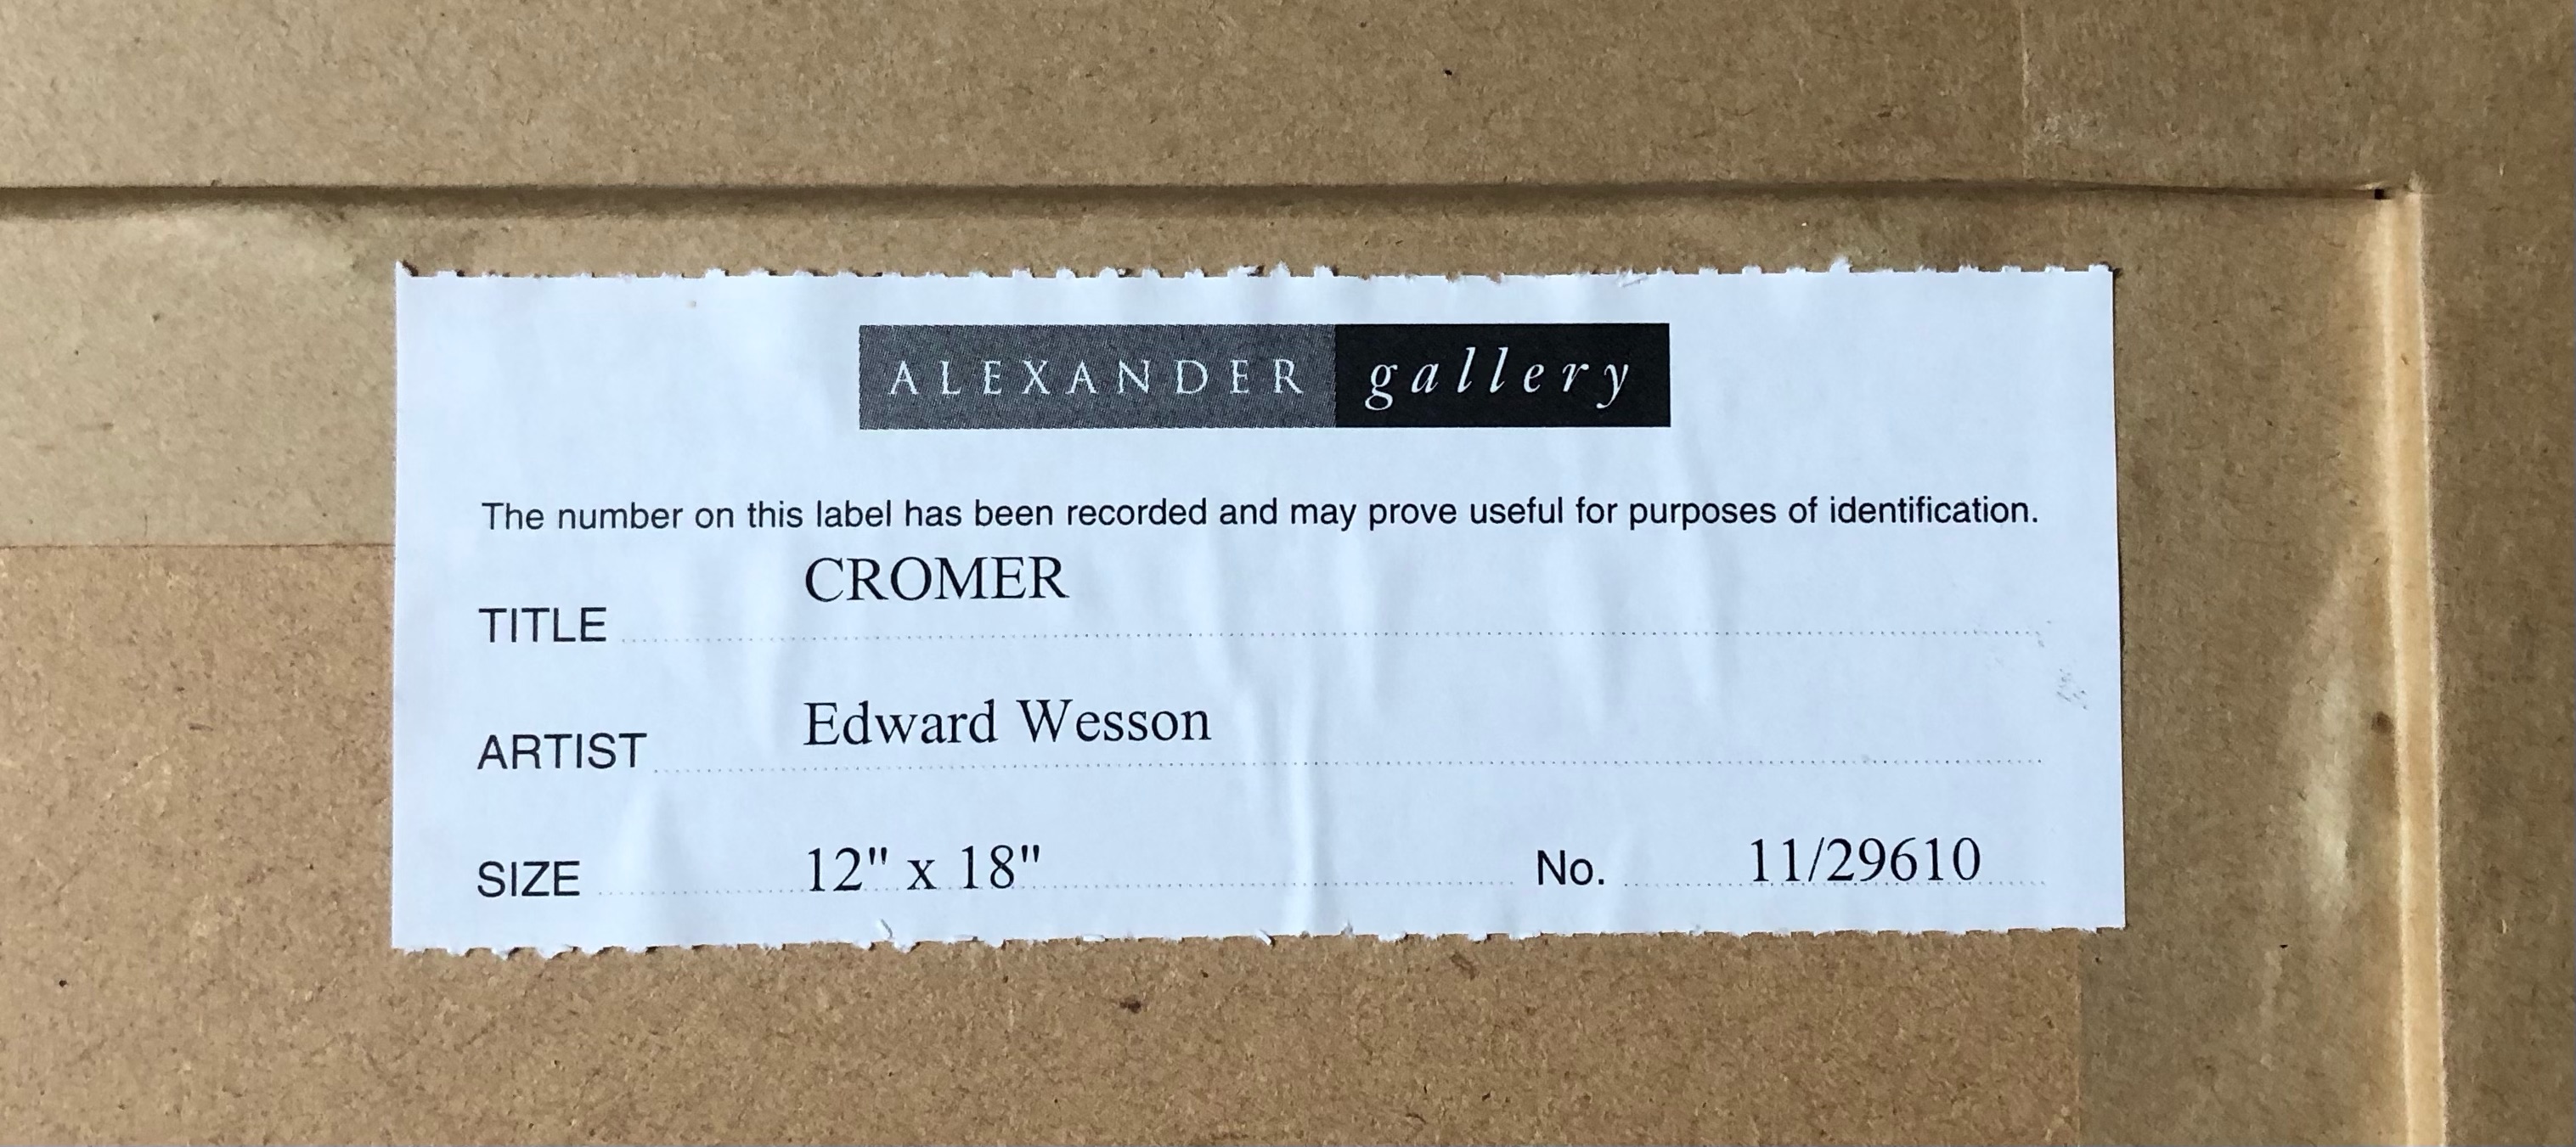 ALEXANDER gallery
The number on this label has been recorded and may prove useful for purposes of identification.
TITLE CROMER
ARTIST Edward Wesson
SIZE 12" x 18" No. 11/29610